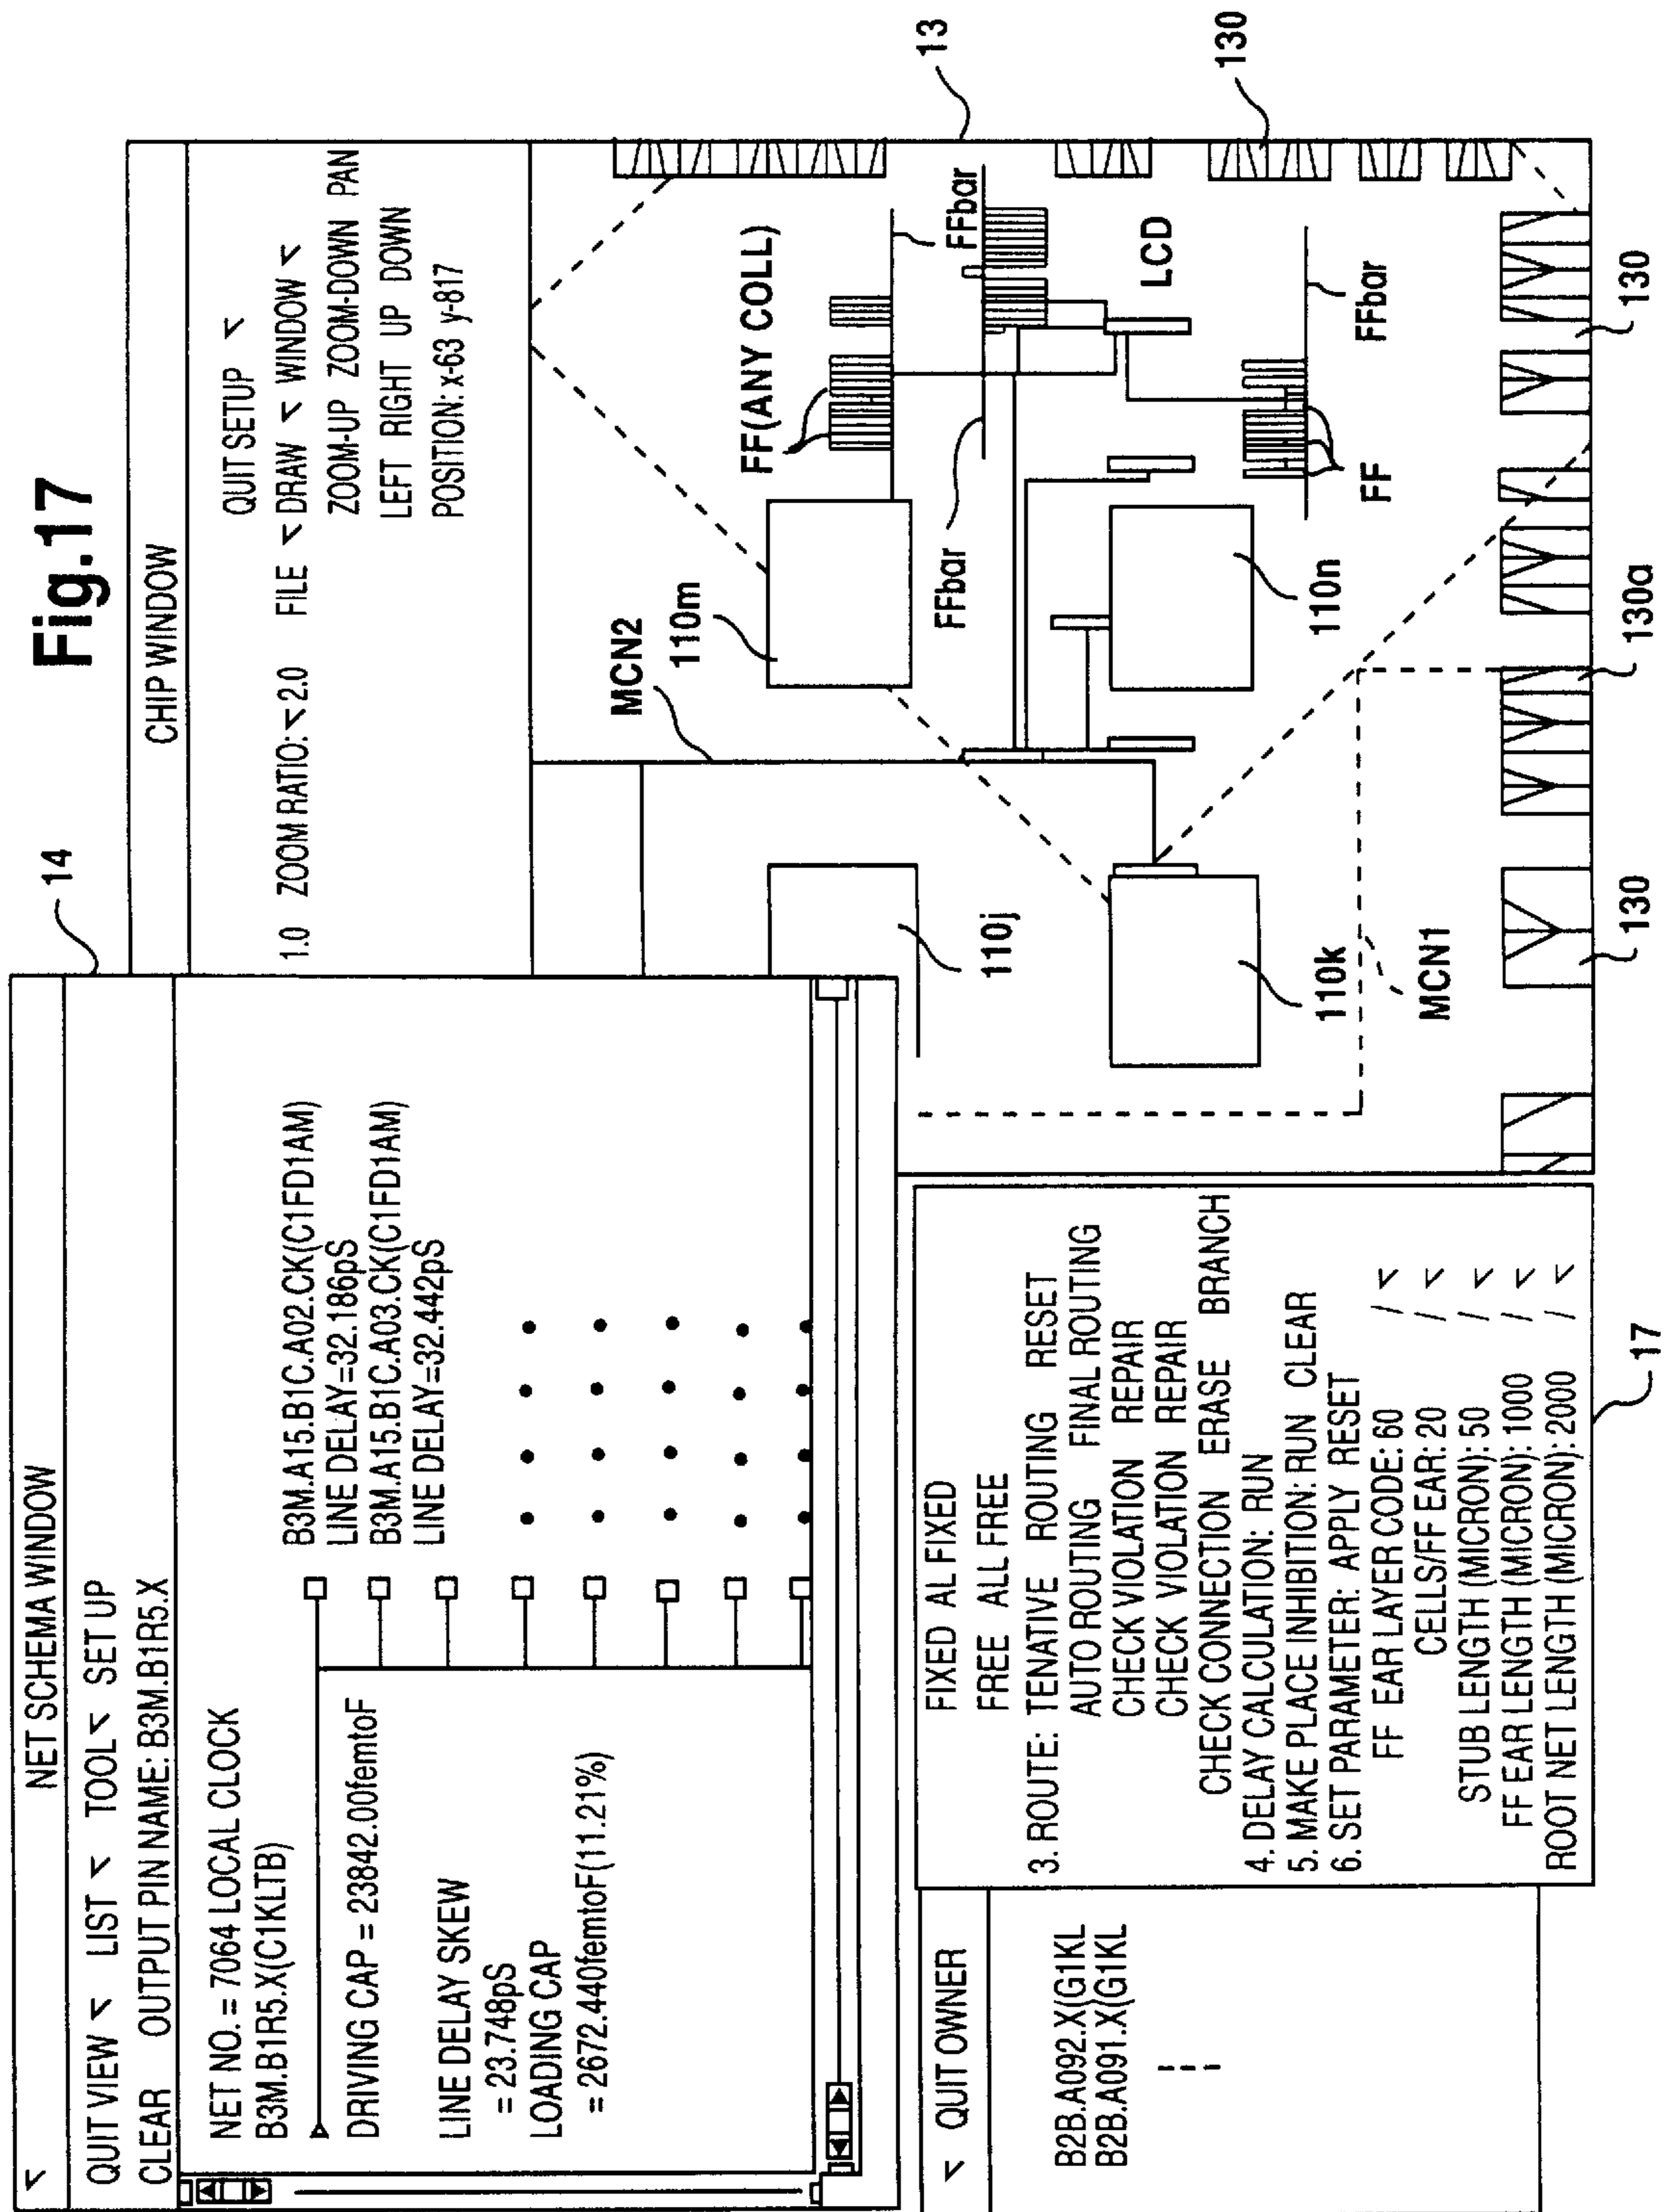 Fig.17
14
NET SCHEMA WINDOW
QUIT VIEW LIST TOOL SET UP
CLEAR OUTPUT PIN NAME: B3M.B1R5.X
NET NO. = 7064 LOCAL CLOCK
B3M.B1R5.X(C1KLTB)
DRIVING CAP = 23842.00femtoF
LINE DELAY SKEW
= 23.748pS
LOADING CAP
= 2672.440femtoF(11.21%)
B3M.A15.B1C.A02.CK(C1FD1AM)
LINE DELAY=32.186pS
B3M.A15.B1C.A03.CK(C1FD1AM)
LINE DELAY=32.442pS
CHIP WINDOW
QUIT SETUP
1.0 ZOOM RATIO: 2.0 FILE DRAW WINDOW
ZOOM-UP ZOOM-DOWN PAN
LEFT RIGHT UP DOWN
POSITION: x-63 y-817
MCN2
110m
FF(ANY COLL)
FFbar
13
110j
FFbar
FFbar
LCD
130
110k
110n
FF
FFbar
MCN1
130
130a
130
QUIT OWNER
B2B.A092.X(G1KL
B2B.A091.X(G1KL
FIXED AL FIXED
FREE ALL FREE
3. ROUTE: TENATIVE ROUTING RESET
AUTO ROUTING FINAL ROUTING
CHECK VIOLATION REPAIR
CHECK VIOLATION REPAIR
CHECK CONNECTION ERASE BRANCH
4. DELAY CALCULATION: RUN
5. MAKE PLACE INHIBITION: RUN CLEAR
6. SET PARAMETER: APPLY RESET
FF EAR LAYER CODE: 60 /
CELLS/FF EAR: 20 /
STUB LENGTH (MICRON): 50 /
FF EAR LENGTH (MICRON): 1000 /
ROOT NET LENGTH (MICRON): 2000 /
17